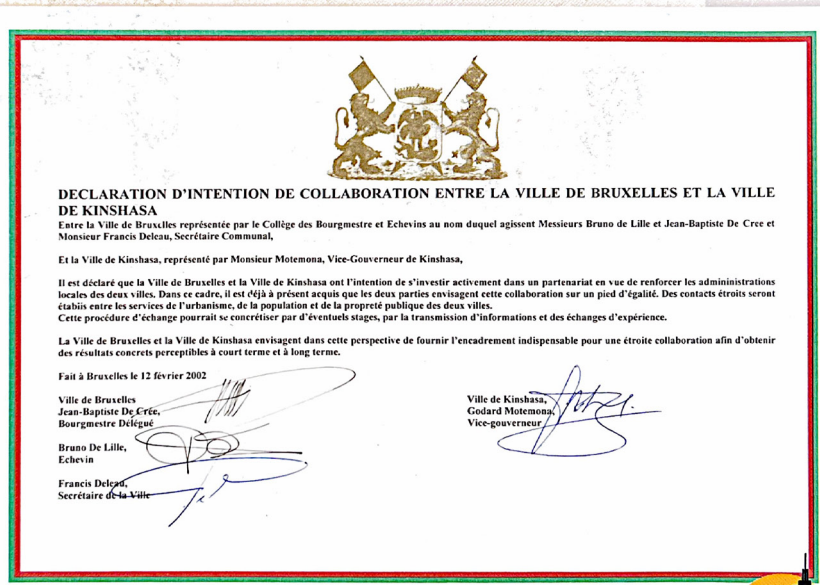 DECLARATION D'INTENTION DE COLLABORATION ENTRE LA VILLE DE BRUXELLES ET LA VILLE
DE KINSHASA
Entre la Ville de Bruxelles représentée par le Collège des Bourgmestre et Echevins au nom duquel agissent Messieurs Bruno de Lille et Jean-Baptiste De Cree et
Monsieur Francis Deleau, Secrétaire Communal,
Et la Ville de Kinshasa, représenté par Monsieur Motemona, Vice-Gouverneur de Kinshasa,
Il est déclaré que la Ville de Bruxelles et la Ville de Kinshasa ont l'intention de s'investir activement dans un partenariat en vue de renforcer les admininistrations
locales des deux villes. Dans ce cadre, il est déjà à présent acquis que les deux parties envisagent cette collaboration sur un pied d'égalité. Des contacts étroits seront
établis entre les services de l'urbanisme, de la population et de la propreté publique des deux villes.
Cette procédure d'échange pourrait se concrétiser par d'éventuels stages, par la transmission d'informations et des échanges d'expérience.
La Ville de Bruxelles et la Ville de Kinshasa envisagent dans cette perspective de fournir l'encadrement indispensable pour une étroite collaboration afin d'obtenir
des résultats concrets perceptibles à court terme et à long terme.
Fait à Bruxelles le 12 février 2002
Ville de Bruxelles
Jean-Baptiste De Crée,
Bourgmestre Délégué
Bruno De Lille,
Echevin
Francis Deleau,
Secrétaire de la Ville
Ville de Kinshasa,
Godard Motemona,
Vice-gouverneur